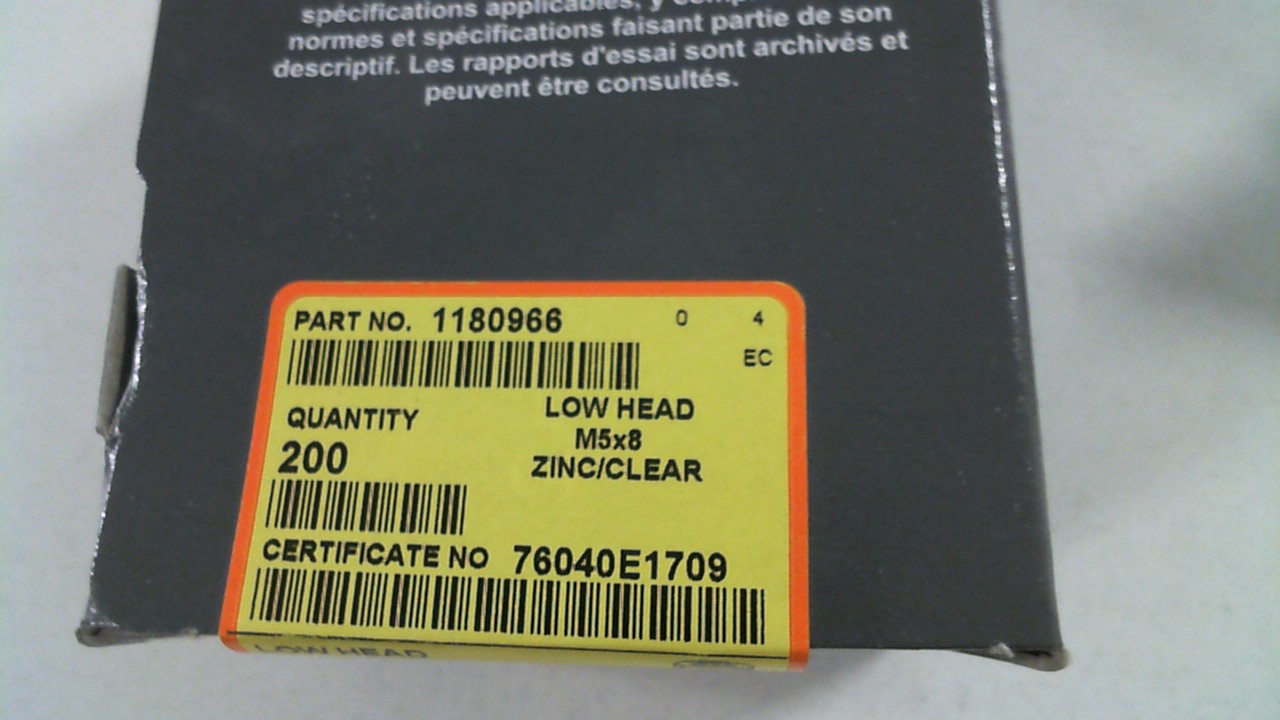 spécifications applicables, y
normes et spécifications faisant partie de son
descriptif. Les rapports d'essai sont archivés et
peuvent être consultés.
PART NO. 1180966 0 4
EC
QUANTITY LOW HEAD
M5x8
200 ZINC/CLEAR
CERTIFICATE NO 76040E1709
LOW HEAD